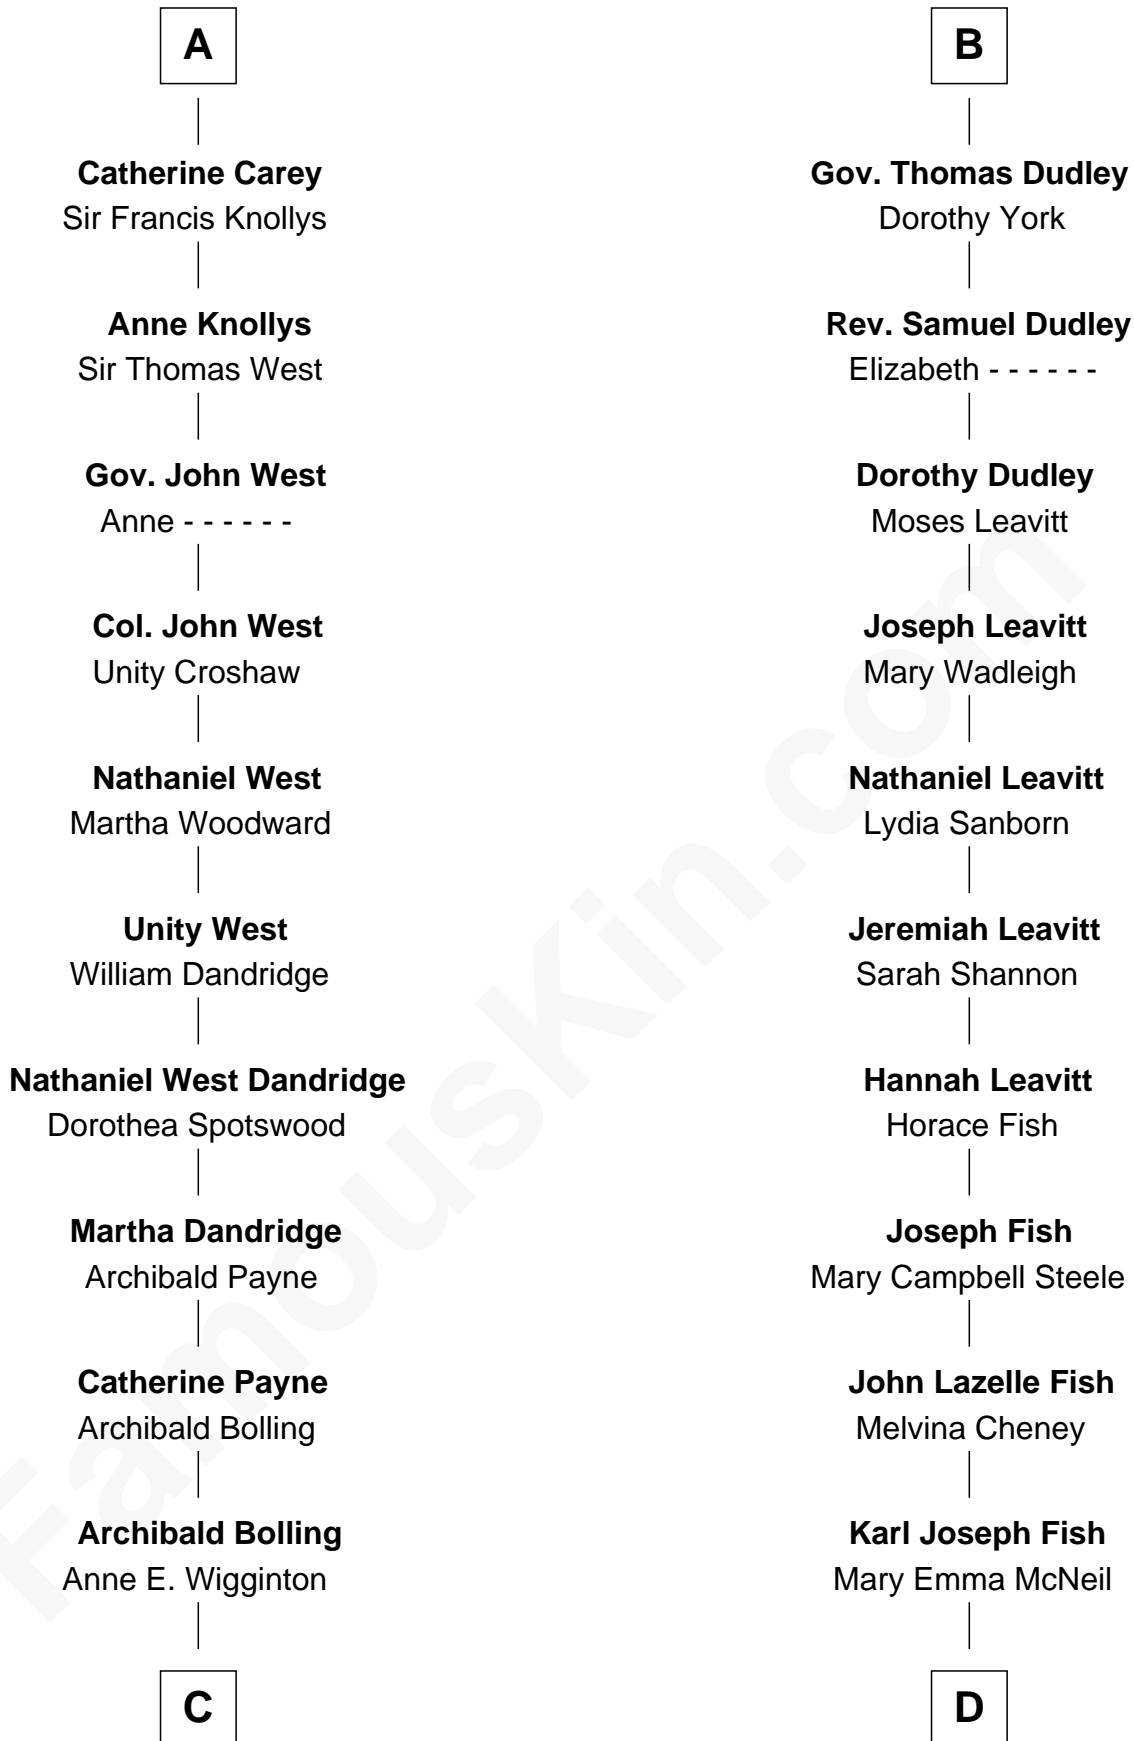 A
Catherine Carey
Sir Francis Knollys
Anne Knollys
Sir Thomas West
Gov. John West
Anne - - - - - -
Col. John West
Unity Croshaw
Nathaniel West
Martha Woodward
Unity West
William Dandridge
Nathaniel West Dandridge
Dorothea Spotswood
Martha Dandridge
Archibald Payne
Catherine Payne
Archibald Bolling
Archibald Bolling
Anne E. Wigginton
C
B
Gov. Thomas Dudley
Dorothy York
Rev. Samuel Dudley
Elizabeth - - - - - -
Dorothy Dudley
Moses Leavitt
Joseph Leavitt
Mary Wadleigh
Nathaniel Leavitt
Lydia Sanborn
Jeremiah Leavitt
Sarah Shannon
Hannah Leavitt
Horace Fish
Joseph Fish
Mary Campbell Steele
John Lazelle Fish
Melvina Cheney
Karl Joseph Fish
Mary Emma McNeil
D
FamousKin.com